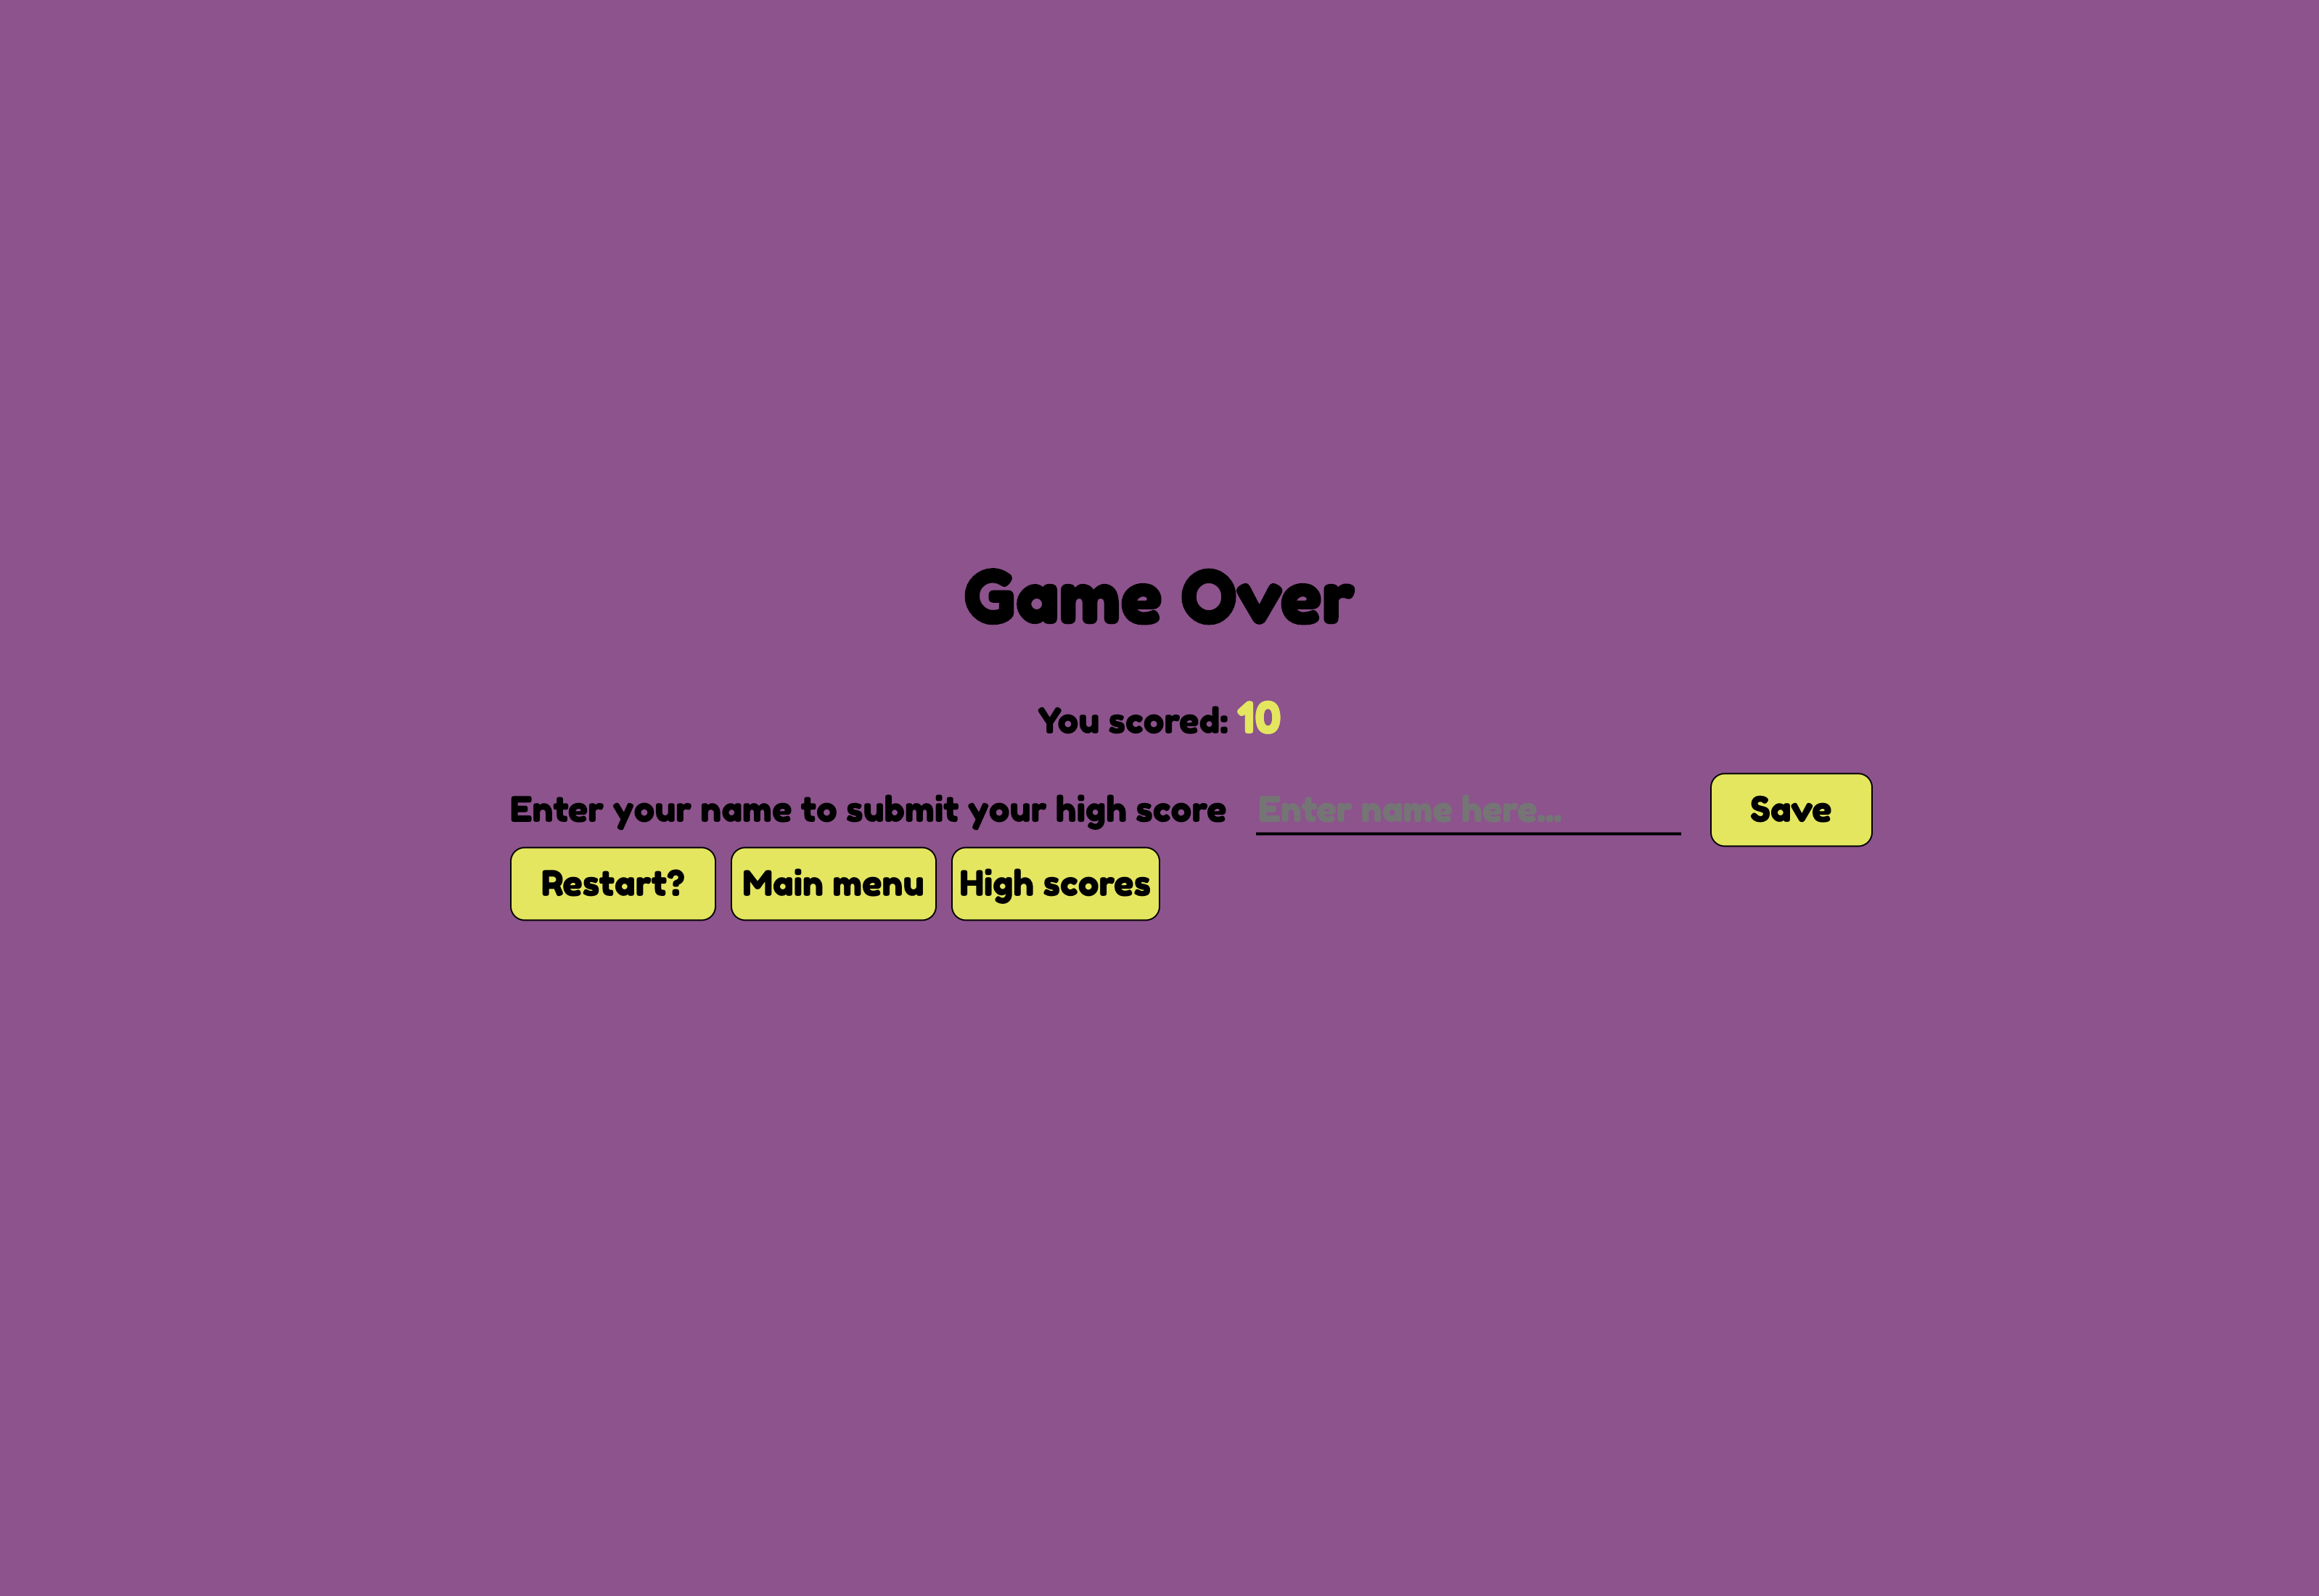 Game Over
You scored: 10
Enter your name to submit your high score Enter name here... Save
Restart? Main menu High scores